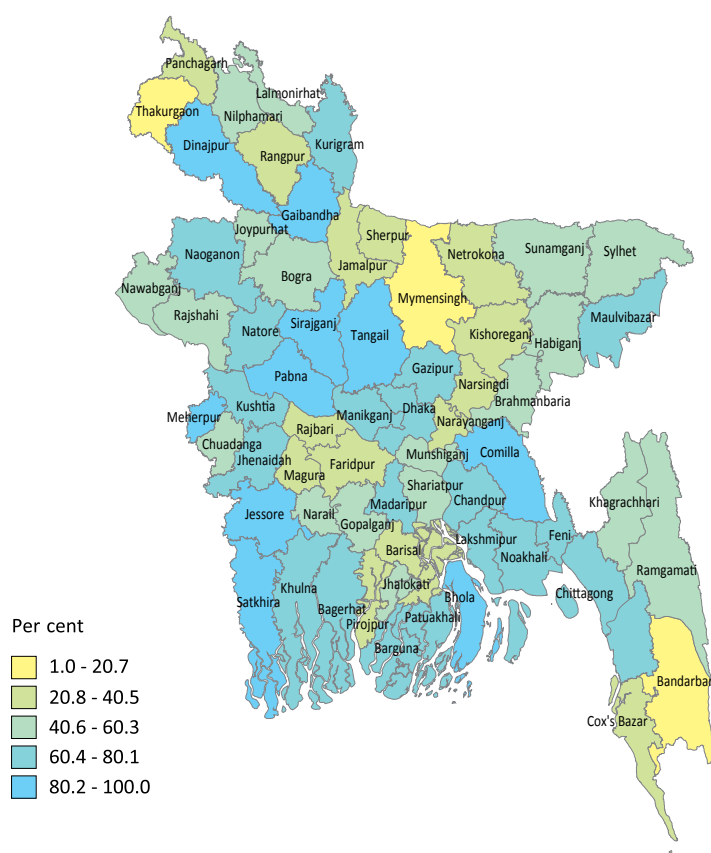 Panchagarh
Lalmonirhat
Thakurgaon
Nilphamari
Dinajpur
Rangpur
Kurigram
Gaibandha
Joypurhat
Sherpur
Naoganon
Netrokona
Sunamganj
Sylhet
Jamalpur
Bogra
Nawabganj
Mymensingh
Rajshahi
Maulvibazar
Natore
Sirajganj
Tangail
Kishoreganj
Habiganj
Gazipur
Pabna
Narsingdi
Brahmanbaria
Kushtia
Dhaka
Meherpur
Manikganj
Narayanganj
Rajbari
Chuadanga
Munshiganj
Comilla
Jhenaidah
Faridpur
Magura
Shariatpur
Chandpur
Khagrachhari
Madaripur
Jessore
Narail
Gopalganj
Lakshmipur
Feni
Barisal
Noakhali
Ramgamati
Jhalokati
Khulna
Bhola
Chittagong
Satkhira
Bagerhat
Patuakhali
Pirojpur
Barguna
Bandarban
Cox's Bazar
Per cent
1.0 - 20.7
20.8 - 40.5
40.6 - 60.3
60.4 - 80.1
80.2 - 100.0